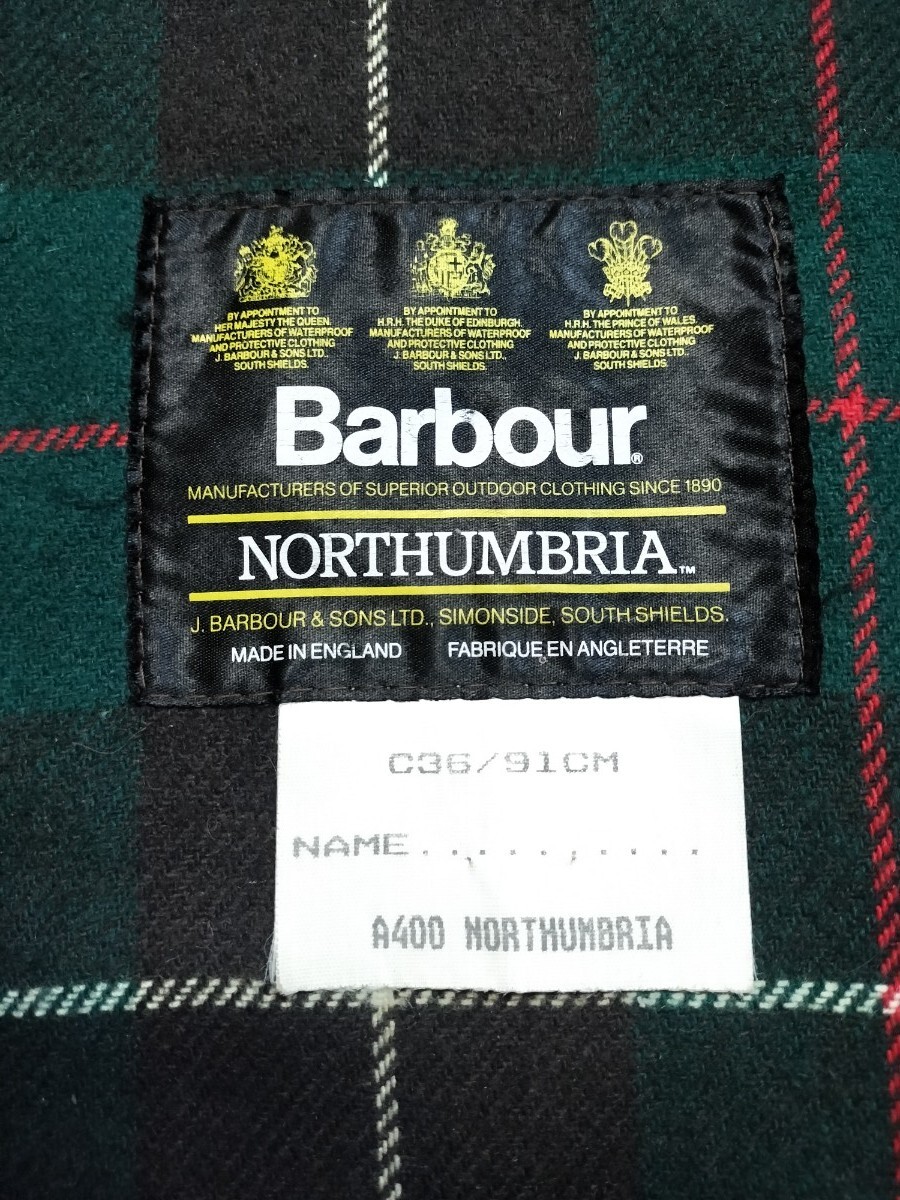 BY APPOINTMENT TO
HER MAJESTY THE QUEEN.
MANUFACTURERS OF WATERPROOF
AND PROTECTIVE CLOTHING
J. BARBOUR & SONS LTD.,
SOUTH SHIELDS.
BY APPOINTMENT TO
H.R.H. THE DUKE OF EDINBURGH.
MANUFACTURERS OF WATERPROOF
AND PROTECTIVE CLOTHING
J. BARBOUR & SONS LTD.,
SOUTH SHIELDS.
BY APPOINTMENT TO
H.R.H. THE PRINCE OF WALES.
MANUFACTURERS OF WATERPROOF
AND PROTECTIVE CLOTHING
J. BARBOUR & SONS LTD.,
SOUTH SHIELDS.
Barbour®
MANUFACTURERS OF SUPERIOR OUTDOOR CLOTHING SINCE 1890
NORTHUMBRIA™
J. BARBOUR & SONS LTD., SIMONSIDE, SOUTH SHIELDS.
MADE IN ENGLAND FABRIQUE EN ANGLETERRE
C36/91CM
NAME...........
A400 NORTHUMBRIA